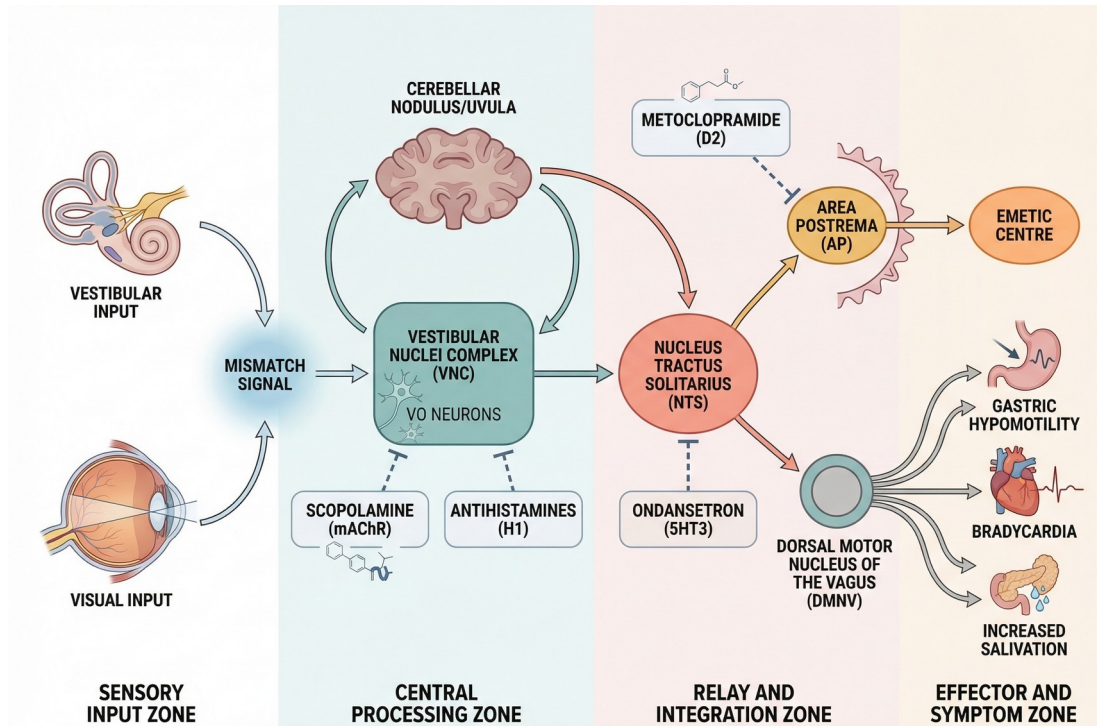 CEREBELLAR
NODULUS/UVULA
METOCLOPRAMIDE
(D2)
AREA
POSTREMA
(AP)
EMETIC
CENTRE
VESTIBULAR
INPUT
MISMATCH
SIGNAL
VESTIBULAR
NUCLEI COMPLEX
(VNC)
VO NEURONS
NUCLEUS
TRACTUS
SOLITARIUS
(NTS)
GASTRIC
HYPOMOTILITY
SCOPOLAMINE
(mAChR)
ANTIHISTAMINES
(H1)
ONDANSETRON
(5HT3)
BRADYCARDIA
VISUAL INPUT
DORSAL MOTOR
NUCLEUS OF
THE VAGUS
(DMNV)
INCREASED
SALIVATION
SENSORY
INPUT ZONE
CENTRAL
PROCESSING ZONE
RELAY AND
INTEGRATION ZONE
EFFECTOR AND
SYMPTOM ZONE